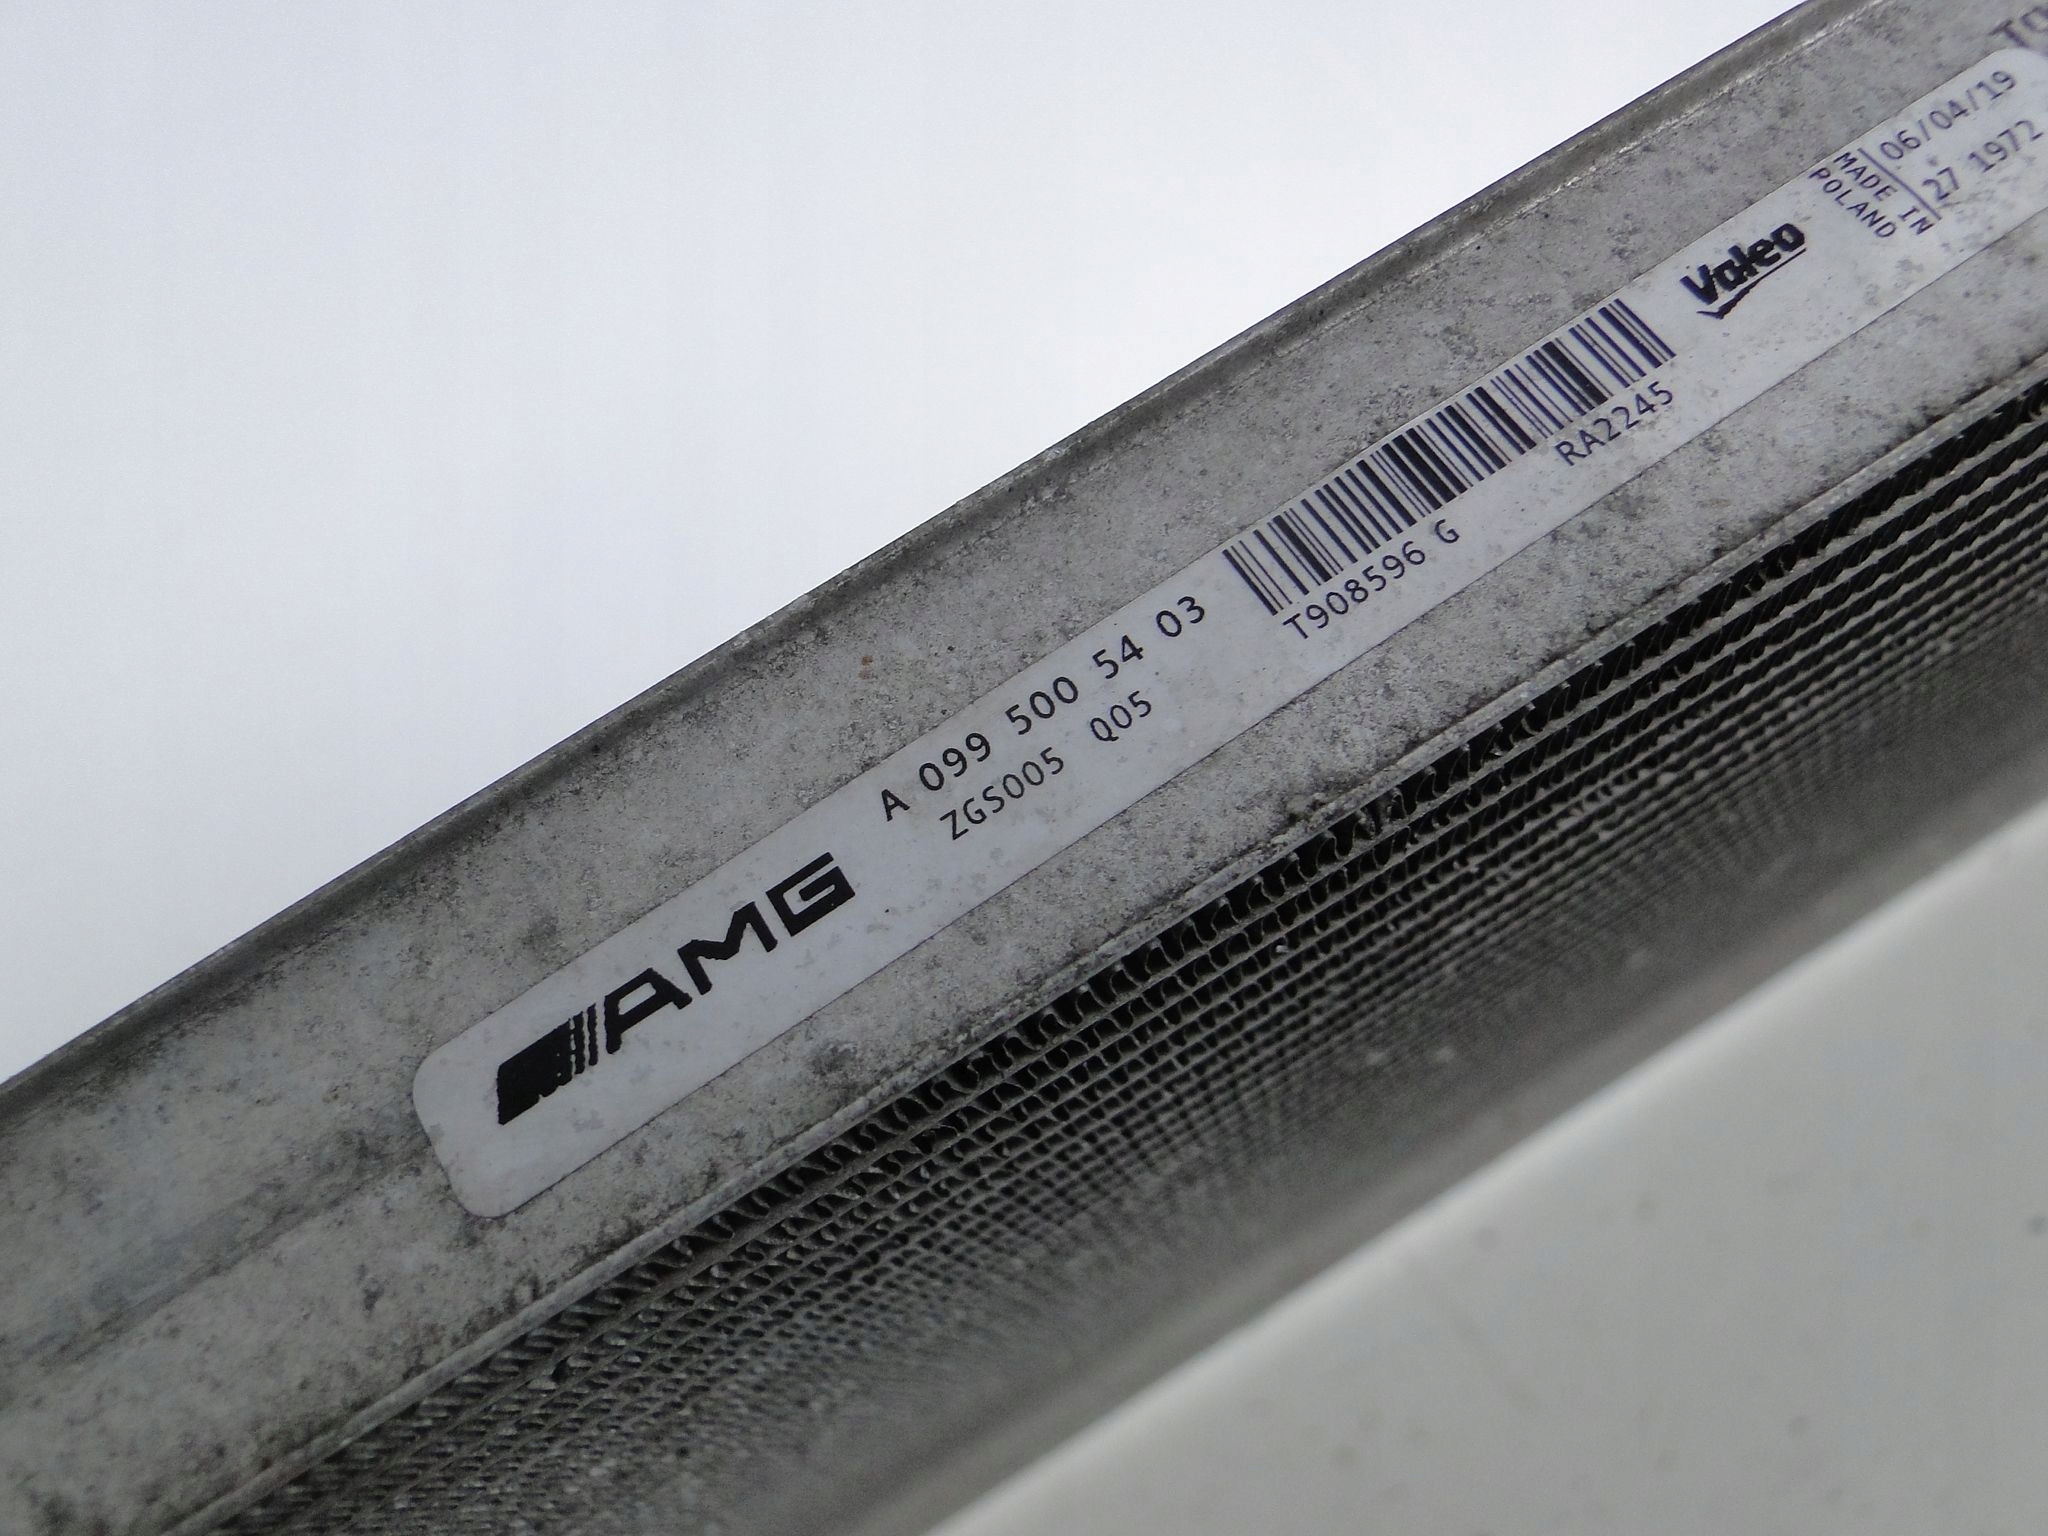 AMG
A 099 500 54 03
ZGS005 Q05
T908596 G
RA2245
Valeo
MADE IN
POLAND
06/04/19
27 1972